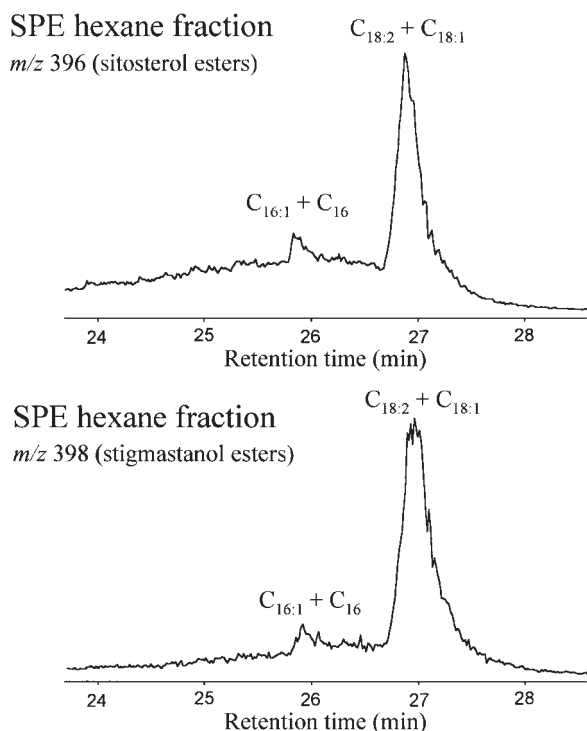 SPE hexane fraction
m/z 396 (sitosterol esters)
C18:2 + C18:1
C16:1 + C16
24 25 26 27 28
Retention time (min)
SPE hexane fraction
m/z 398 (stigmastanol esters)
C18:2 + C18:1
C16:1 + C16
24 25 26 27 28
Retention time (min)